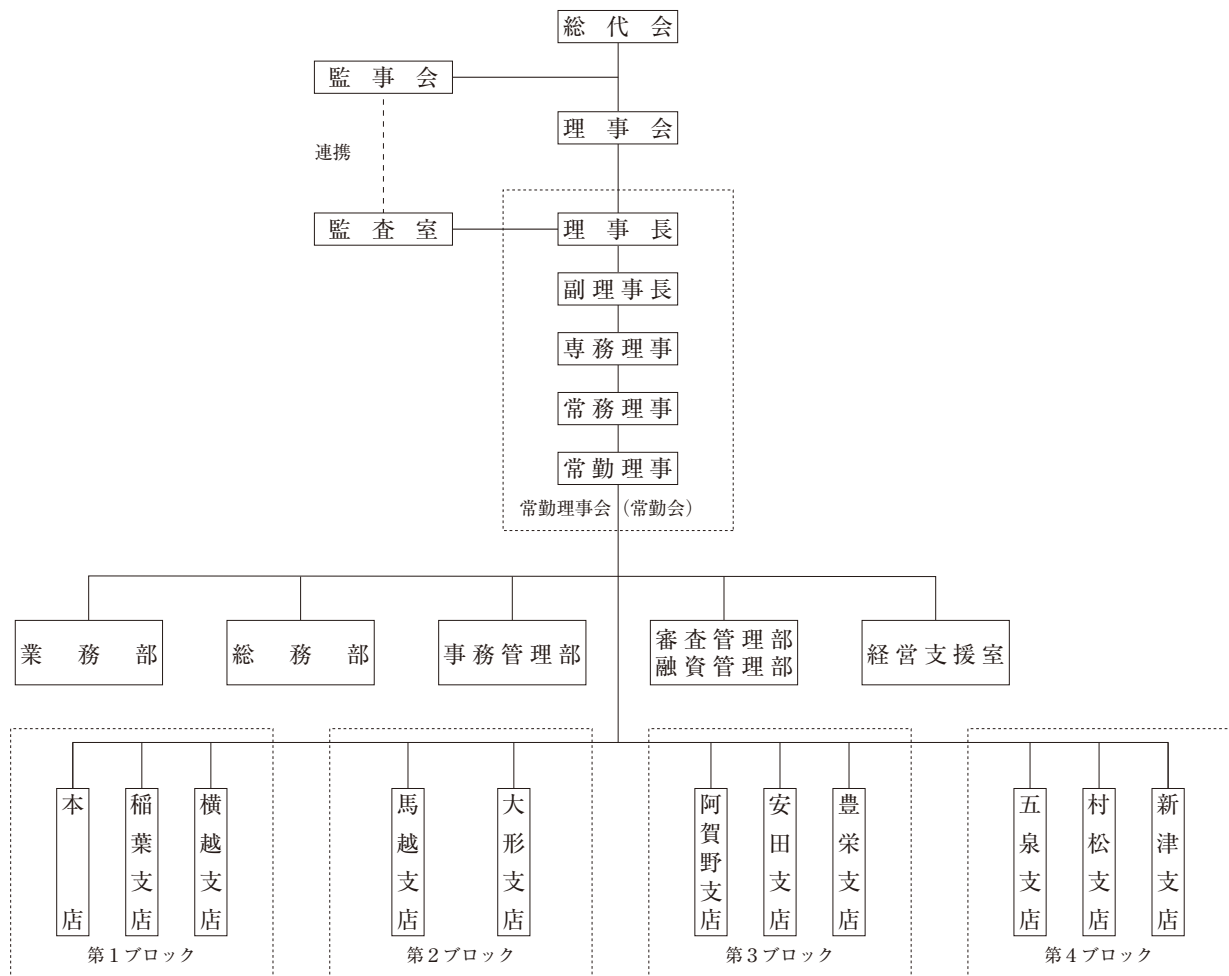 総代会
監事会
理事会
連携
監査室
理事長
副理事長
専務理事
常務理事
常勤理事
常勤理事会（常勤会）
業務部
総務部
事務管理部
審査管理部
融資管理部
経営支援室
本店
稲葉支店
横越支店
馬越支店
大形支店
阿賀野支店
安田支店
豊栄支店
五泉支店
村松支店
新津支店
第１ブロック
第２ブロック
第３ブロック
第４ブロック